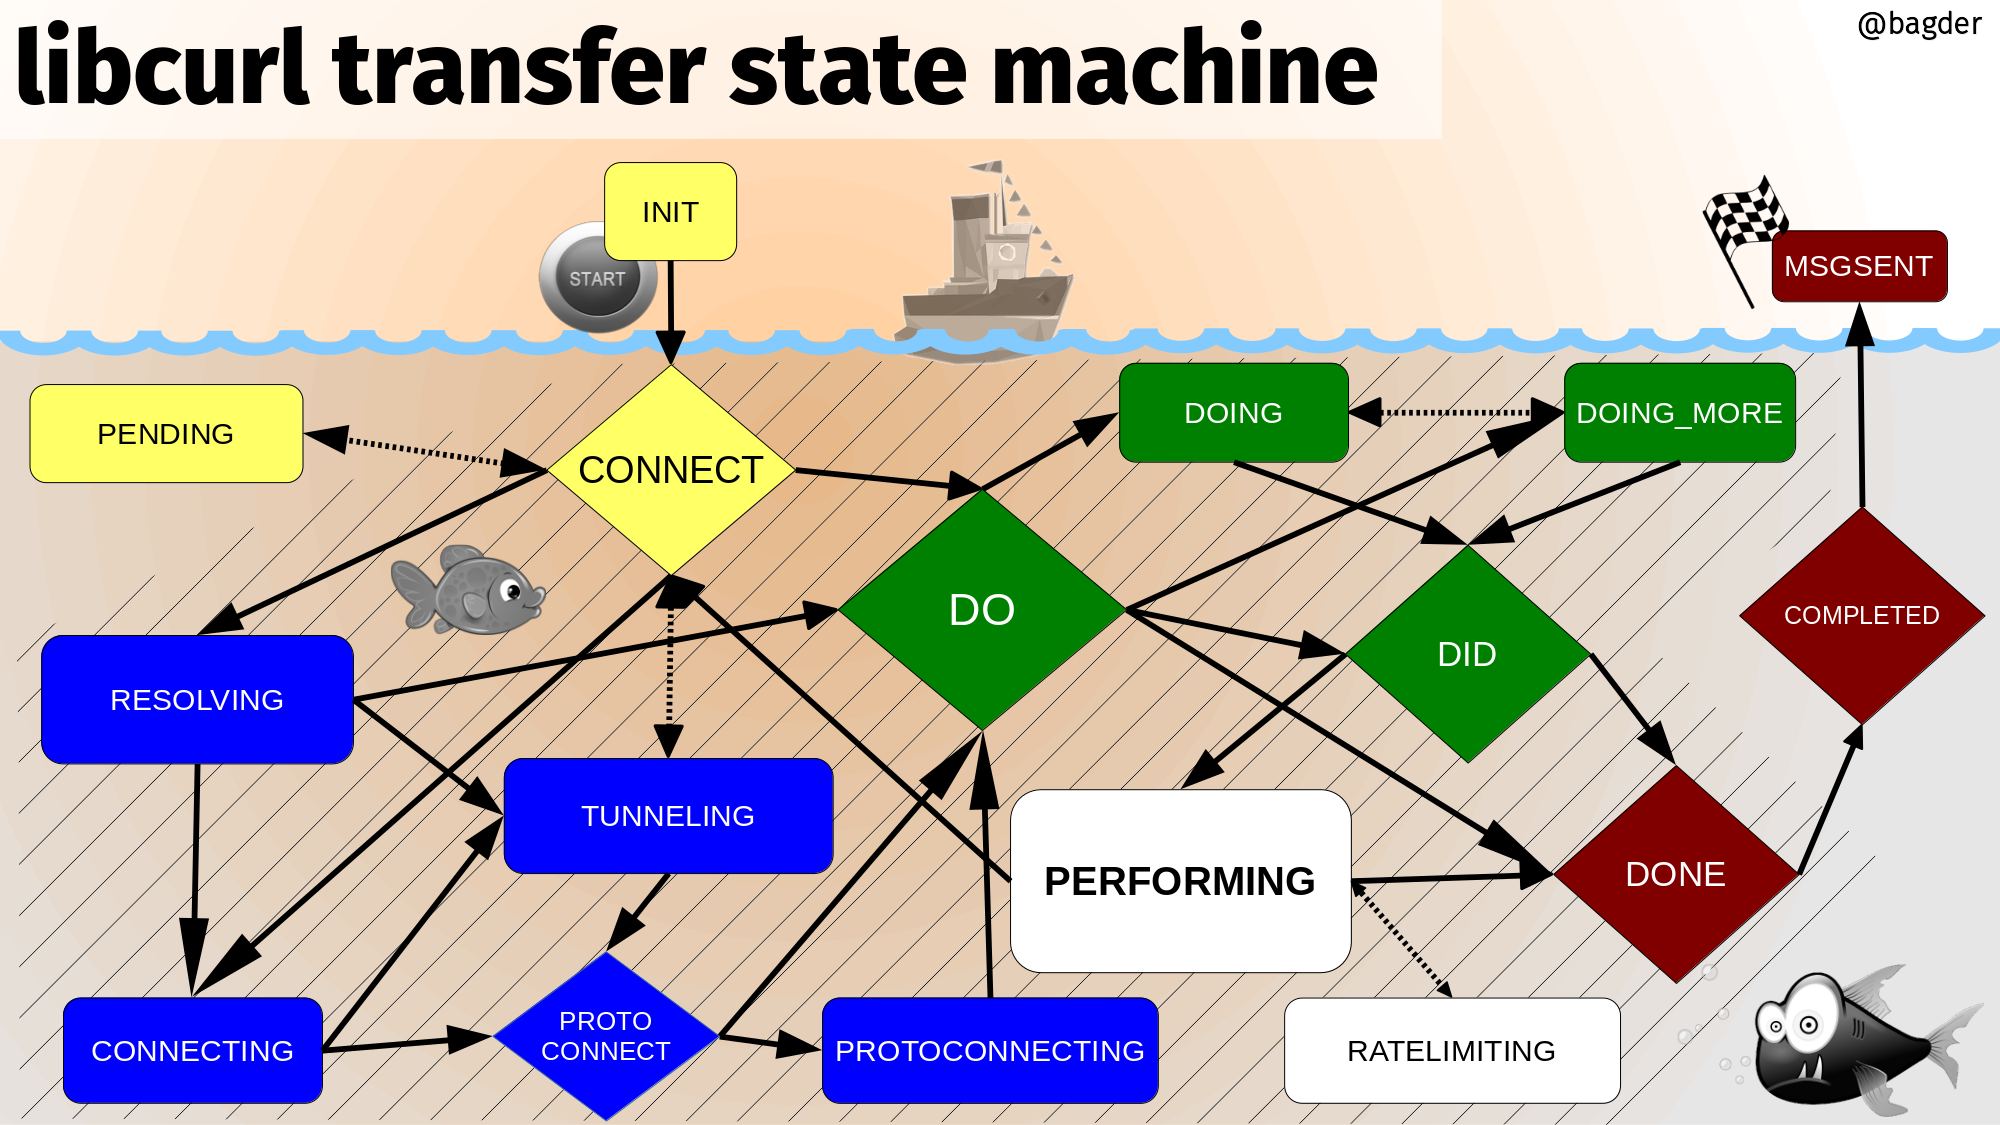 libcurl transfer state machine
@bagder
INIT
START
MSGSENT
PENDING
CONNECT
DOING
DOING_MORE
DO
DID
COMPLETED
RESOLVING
TUNNELING
PERFORMING
DONE
CONNECTING
PROTO
CONNECT
PROTOCONNECTING
RATELIMITING